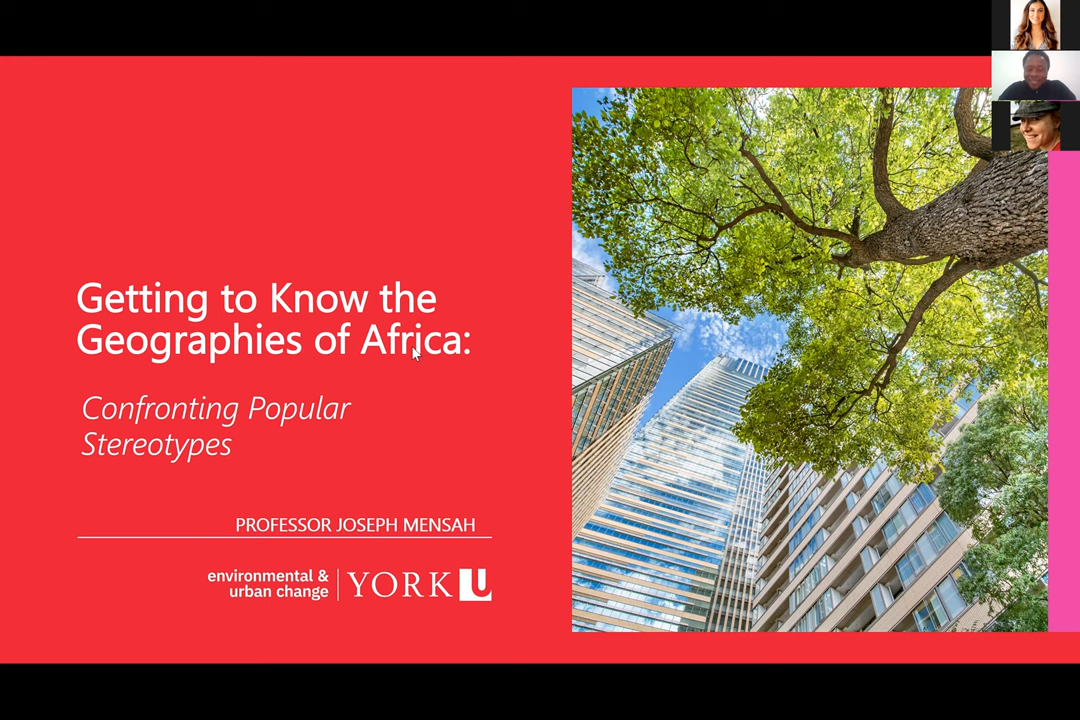 Getting to Know the
Geographies of Africa:
Confronting Popular
Stereotypes
PROFESSOR JOSEPH MENSAH
environmental &
urban change
YORK U